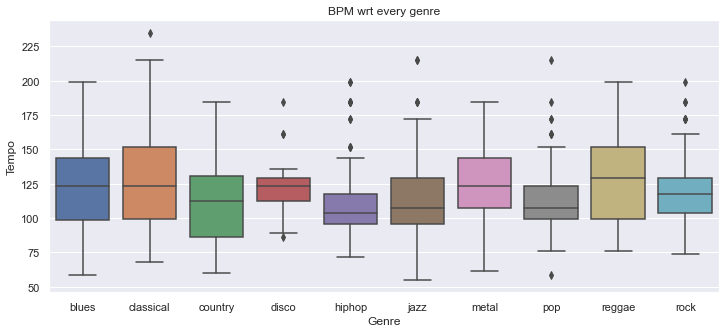 BPM wrt every genre
Tempo
225
200
175
150
125
100
75
50
blues classical country disco hiphop jazz metal pop reggae rock
Genre